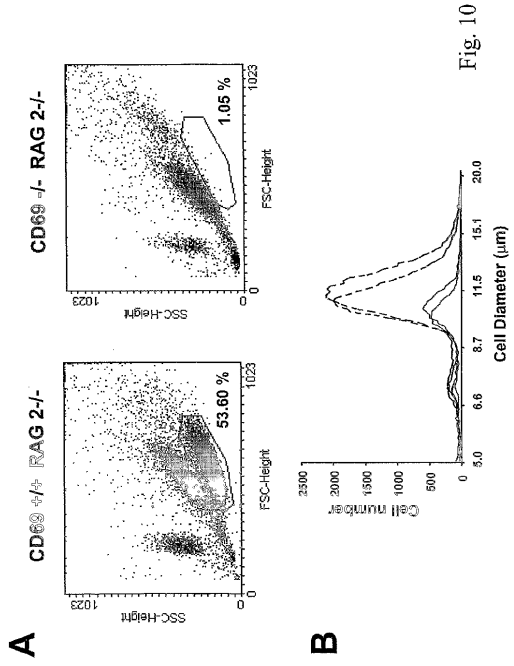 A
CD69 +/+ RAG 2-/-
CD69 -/- RAG 2-/-
1023
SSC-Height
0
53.60 %
0
FSC-Height
1023
1023
SSC-Height
0
1.05 %
0
FSC-Height
1023
B
2500
2000
1500
1000
500
0
Cell number
5.0
6.6
8.7
11.5
15.1
20.0
Cell Diameter (µm)
Fig. 10